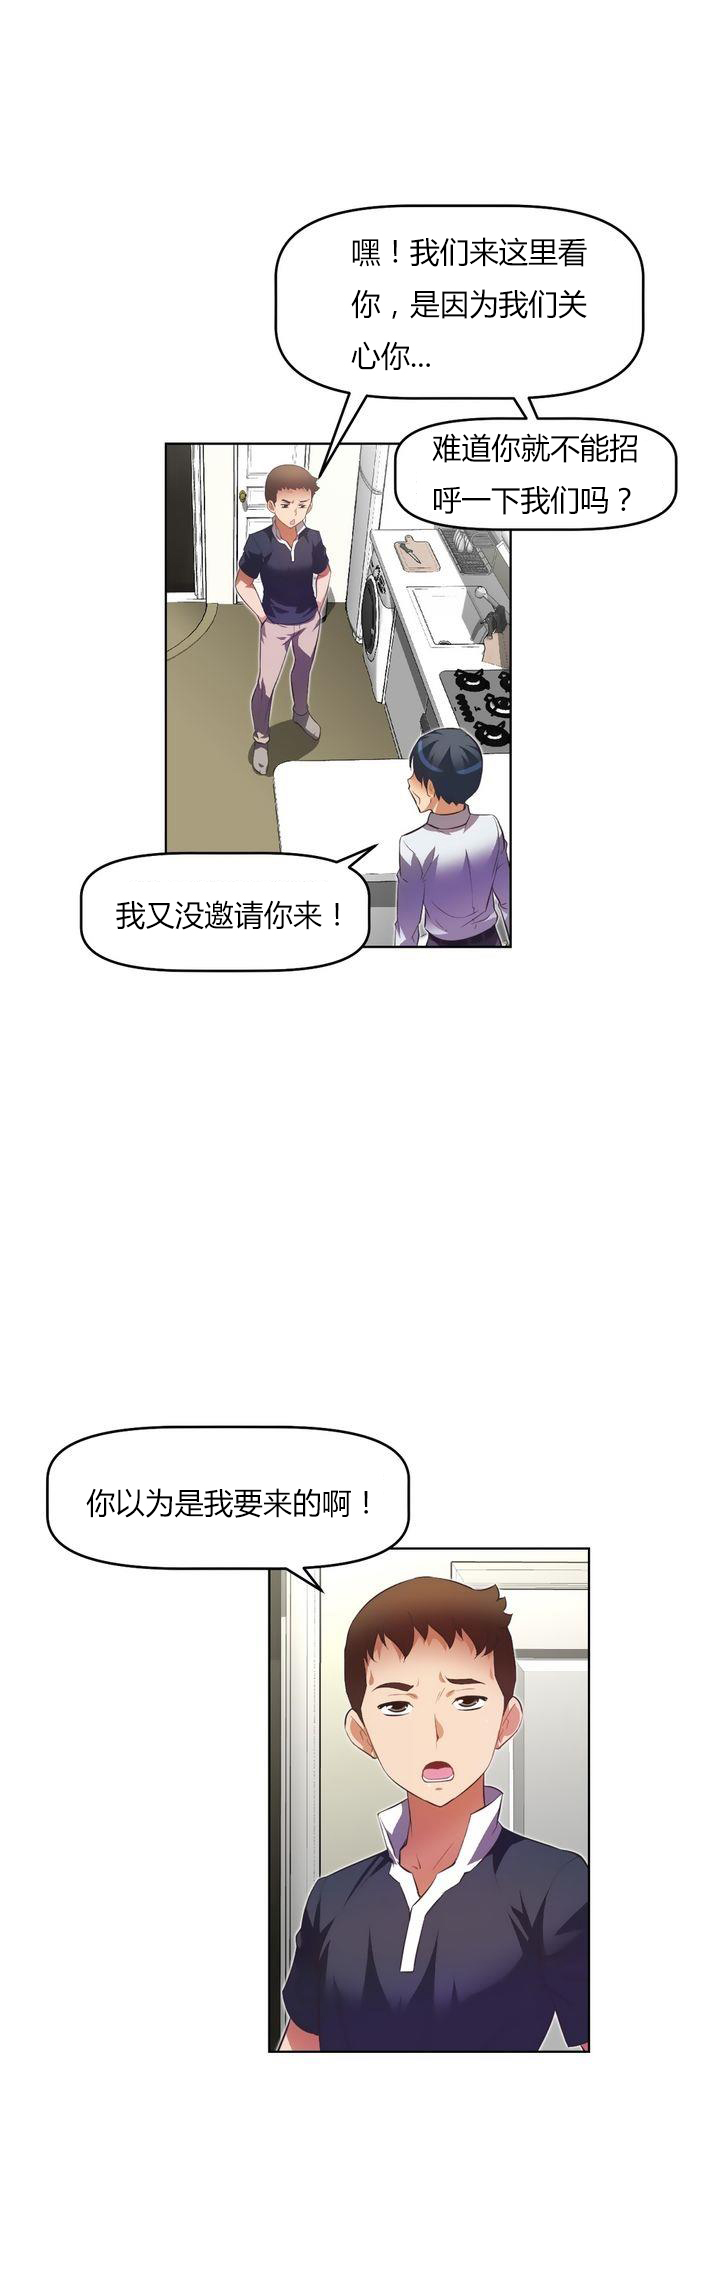 嘿！我们来这里看
你，是因为我们关
心你...
难道你就不能招
呼一下我们吗？
我又没邀请你来！
你以为是我要来的啊！